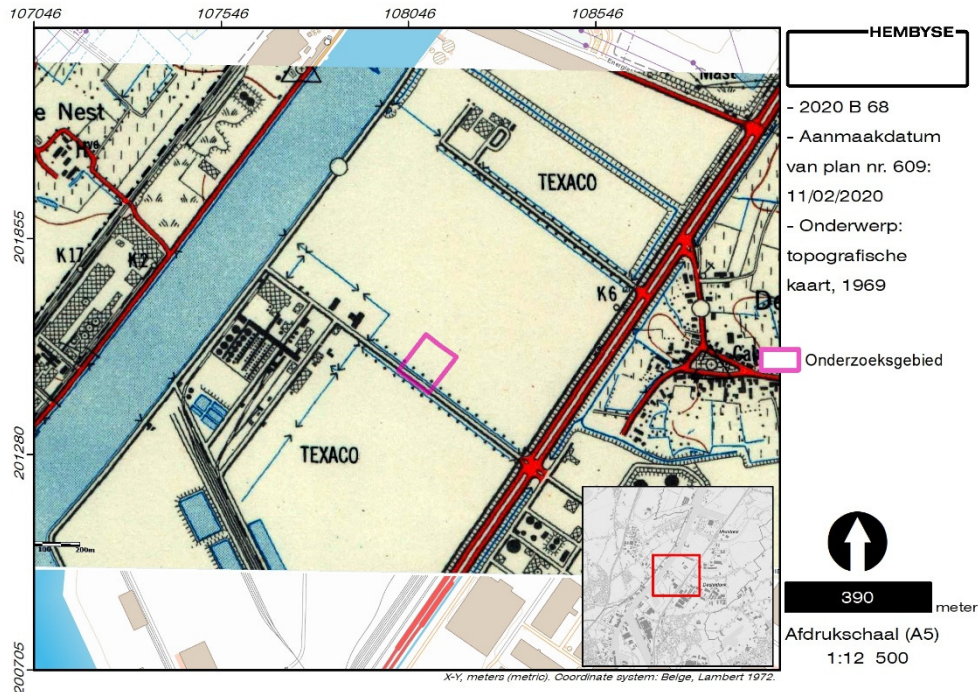 107046 107546 108046 108546
201855
201280
200705
HEMBYSE
- 2020 B 68
- Aanmaakdatum
van plan nr. 609:
11/02/2020
- Onderwerp:
topografische
kaart, 1969
Onderzoeksgebied
e Nest
TEXACO
K17
K2
K6
TEXACO
200m
390 meter
Afdrukschaal (A5)
1:12 500
X-Y, meters (metric). Coordinate system: Belge, Lambert 1972.